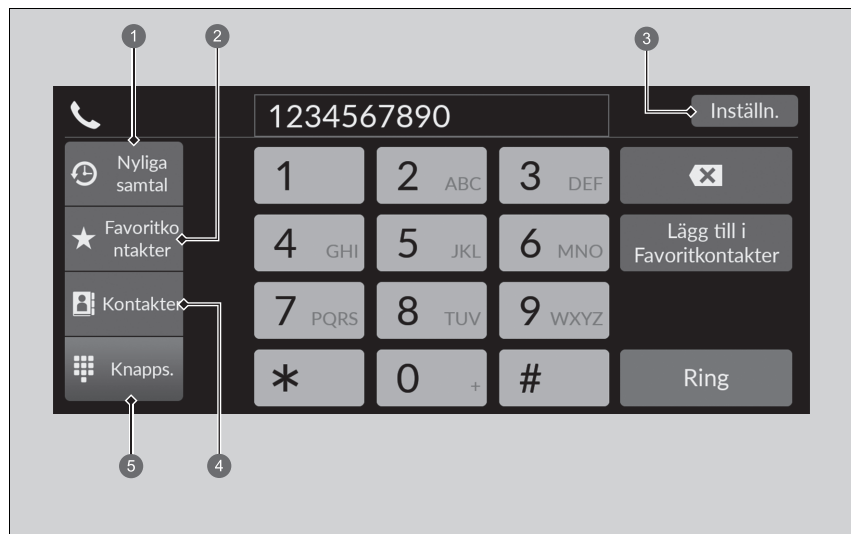 1
2
3
1234567890
Inställn.
Nyliga
samtal
1
2 ABC
3 DEF
Favoritko
ntakter
4 GHI
5 JKL
6 MNO
Lägg till i
Favoritkontakter
Kontakter
7 PQRS
8 TUV
9 WXYZ
Knapps.
*
0 +
#
Ring
5
4